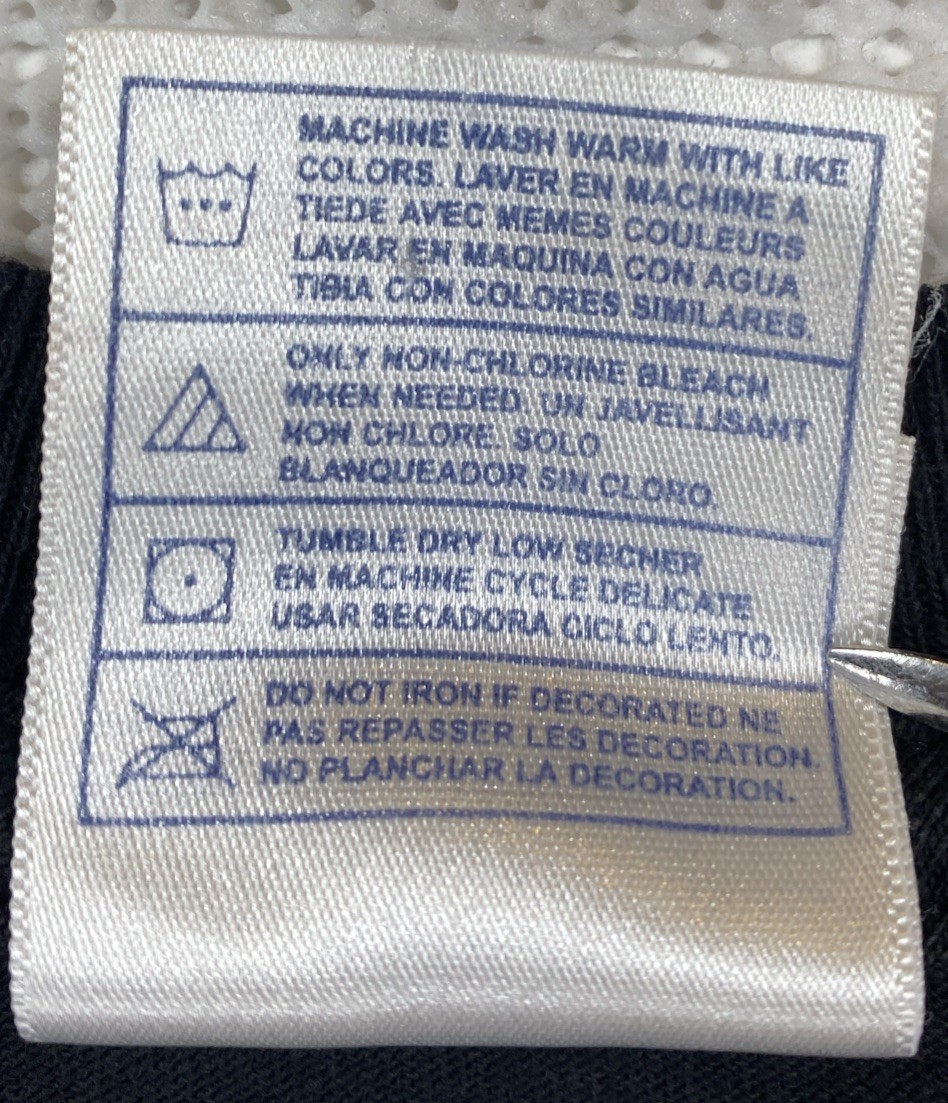 MACHINE WASH WARM WITH LIKE
COLORS. LAVER EN MACHINE A
TIEDE AVEC MEMES COULEURS
LAVAR EN MAQUINA CON AGUA
TIBIA CON COLORES SIMILARES.
ONLY NON-CHLORINE BLEACH
WHEN NEEDED. UN JAVELLISANT
NON CHLORE. SOLO
BLANQUEADOR SIN CLORO.
TUMBLE DRY LOW SECHER
EN MACHINE CYCLE DELICATE
USAR SECADORA CICLO LENTO.
DO NOT IRON IF DECORATED NE
PAS REPASSER LES DECORATION.
NO PLANCHAR LA DECORATION.